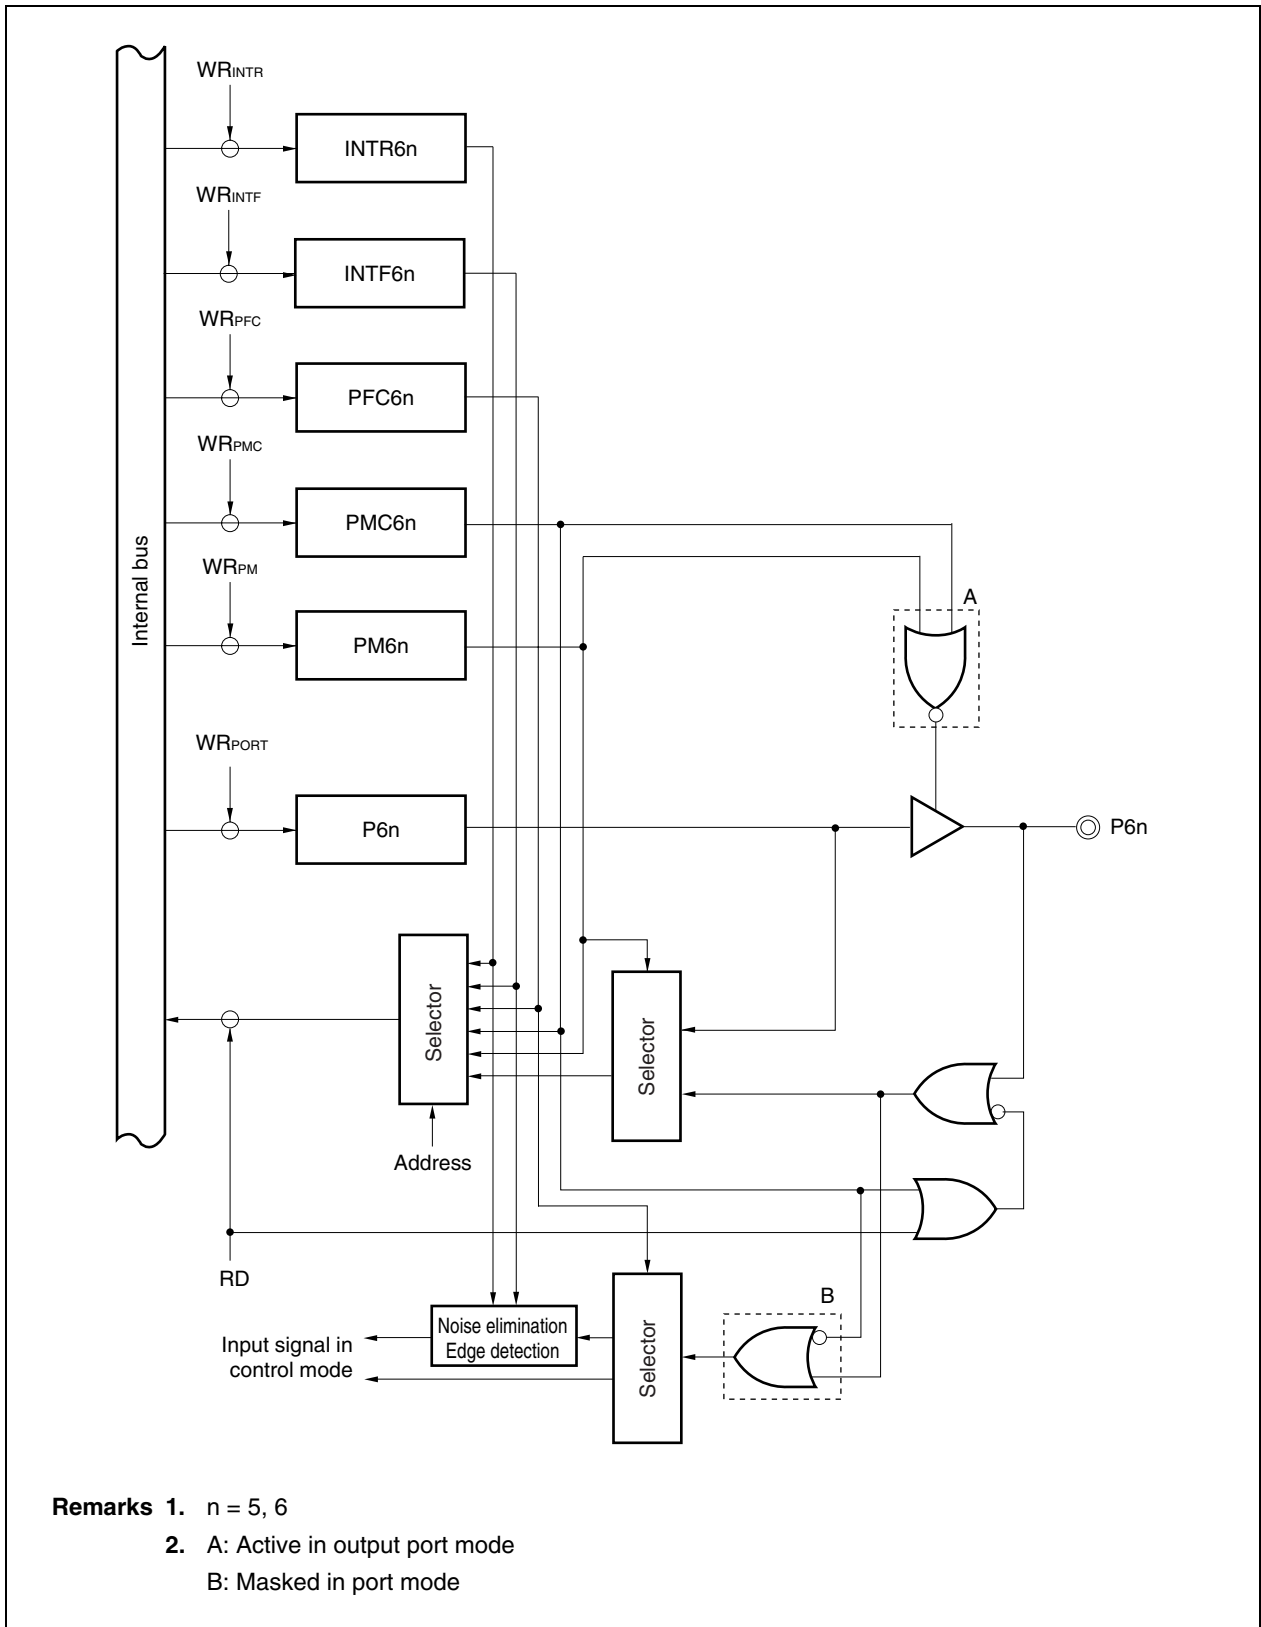 WRINTR
INTR6n
WRINTF
INTF6n
WRPFC
PFC6n
WRPMC
PMC6n
Internal bus
WRPM
PM6n
A
WRPORT
P6n
P6n
Selector
Selector
Address
RD
B
Noise elimination
Edge detection
Selector
Input signal in
control mode
Remarks 1. n = 5, 6
2. A: Active in output port mode
B: Masked in port mode